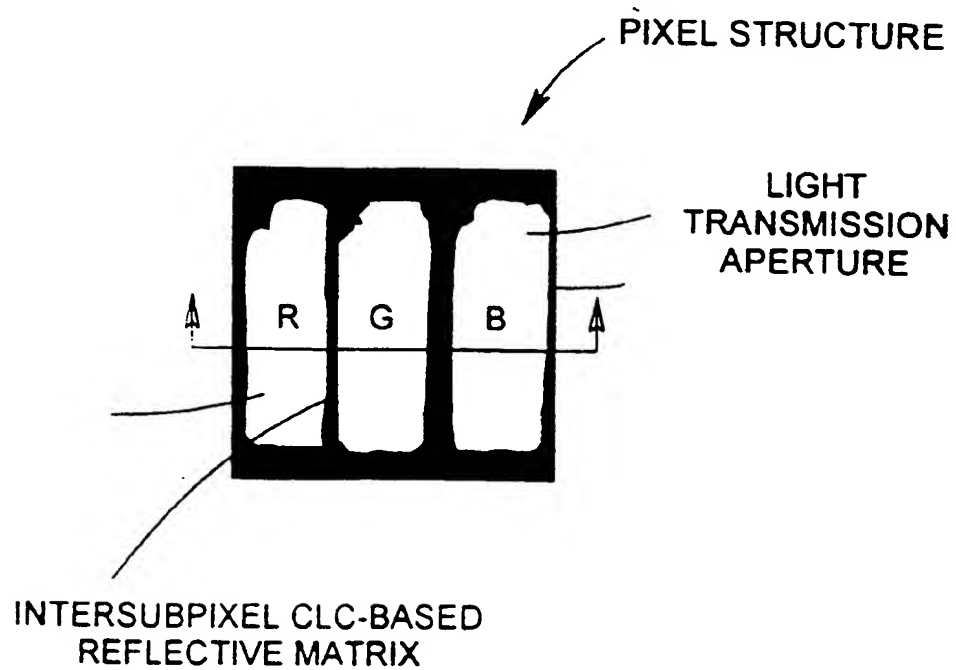 PIXEL STRUCTURE
LIGHT
TRANSMISSION
APERTURE
R G B
INTERSUBPIXEL CLC-BASED
REFLECTIVE MATRIX